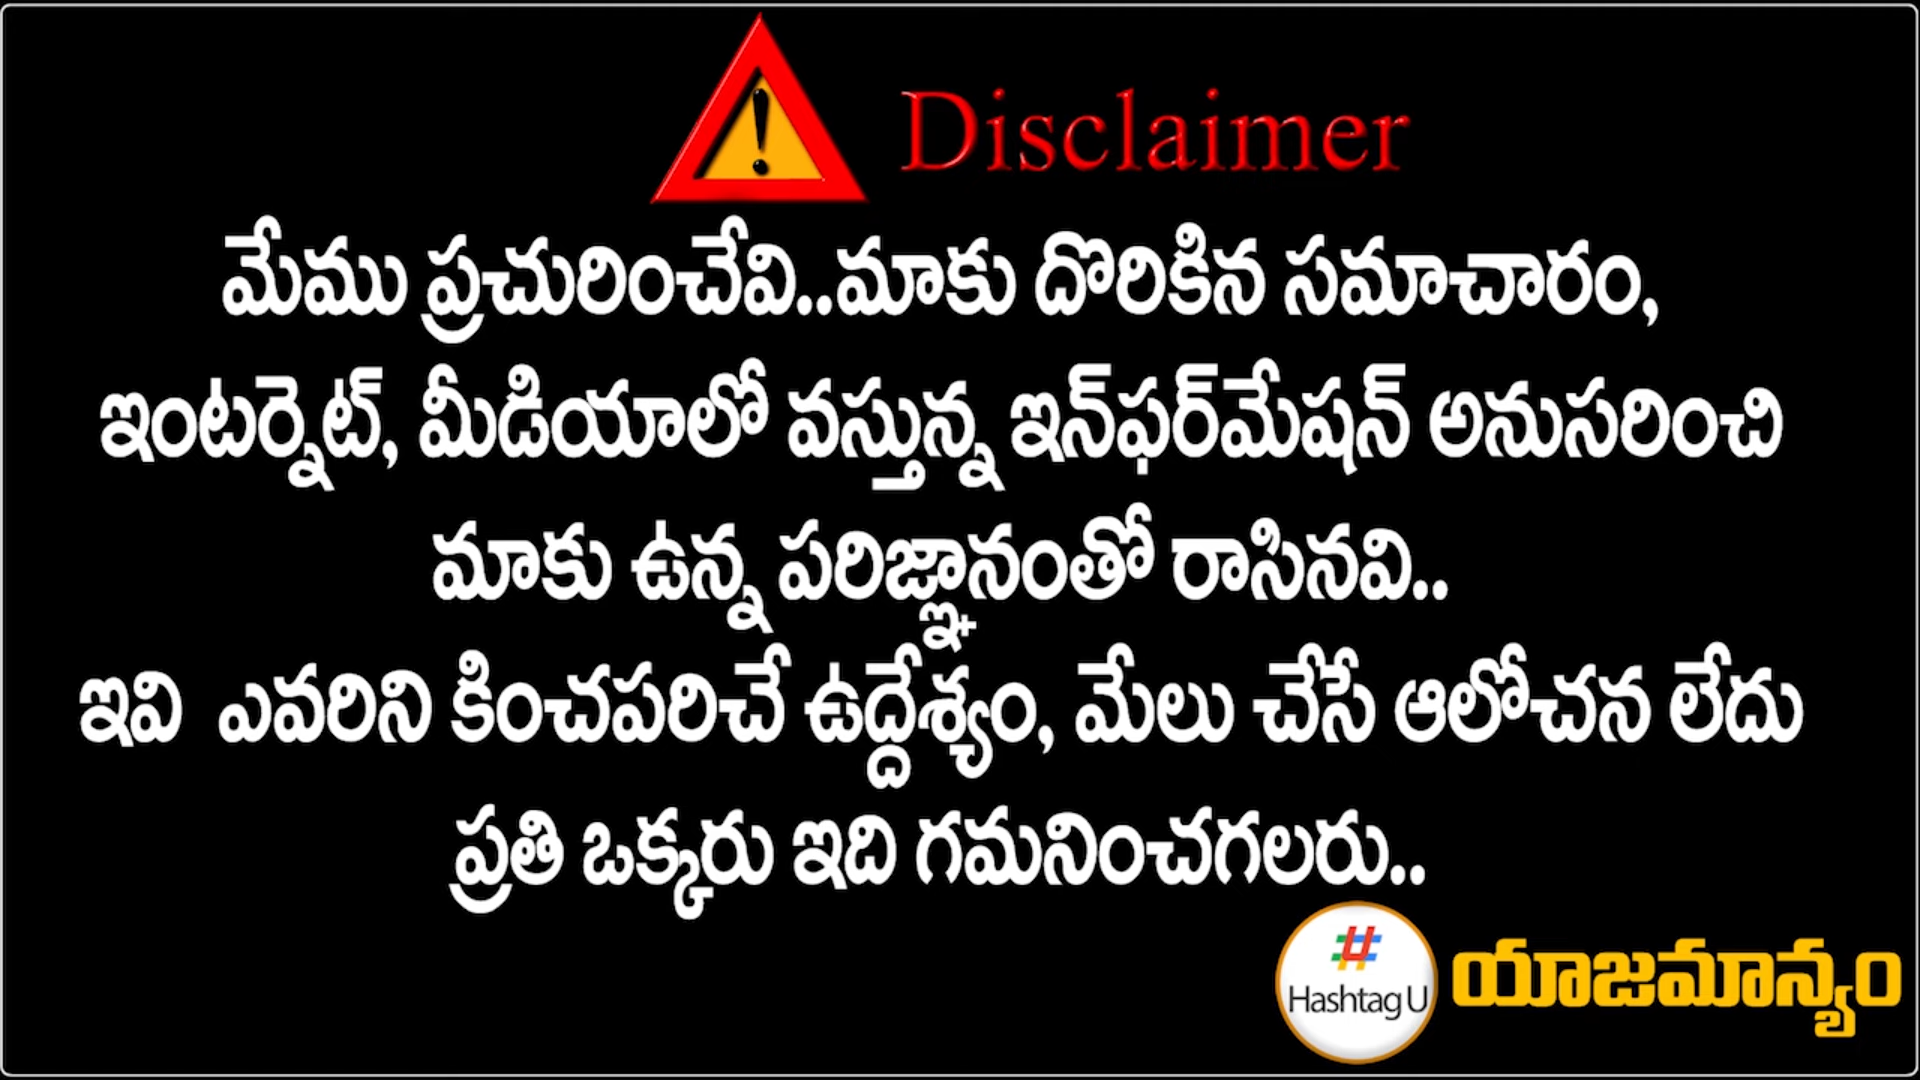 Disclaimer
మేము ప్రచురించేవి..మాకు దొరికిన సమాచారం,
ఇంటర్నెట్, మీడియాలో వస్తున్న ఇన్‌ఫర్‌మేషన్ అనుసరించి
మాకు ఉన్న పరిజ్ఞానంతో రాసినవి..
ఇవి ఎవరిని కించపరిచే ఉద్దేశ్యం, మేలు చేసే ఆలోచన లేదు
ప్రతి ఒక్కరు ఇది గమనించగలరు..
Hashtag U యాజమాన్యం